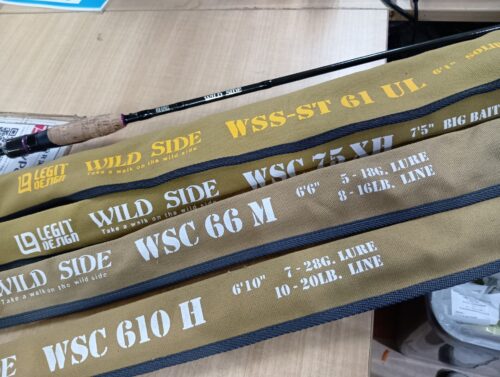 WILD SIDE
LEGIT DESIGN
WILD SIDE
Take a walk on the wild side
WSS-ST 61 UL
6'1" SOLID
LEGIT DESIGN
WILD SIDE
Take a walk on the wild side
WSC 75 XH
7'5" BIG BAIT
WILD SIDE
Take a walk on the wild side
WSC 66 M
6'6"
5 - 18G. LURE
8 - 16LB. LINE
WSC 610 H
6'10"
7 - 28G. LURE
10 - 20LB. LINE